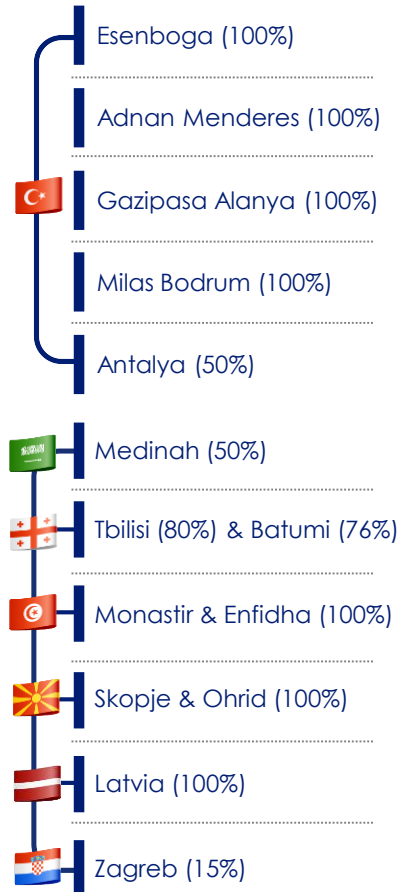 Esenboga (100%)
Adnan Menderes (100%)
Gazipasa Alanya (100%)
Milas Bodrum (100%)
Antalya (50%)
Medinah (50%)
Tbilisi (80%) & Batumi (76%)
Monastir & Enfidha (100%)
Skopje & Ohrid (100%)
Latvia (100%)
Zagreb (15%)